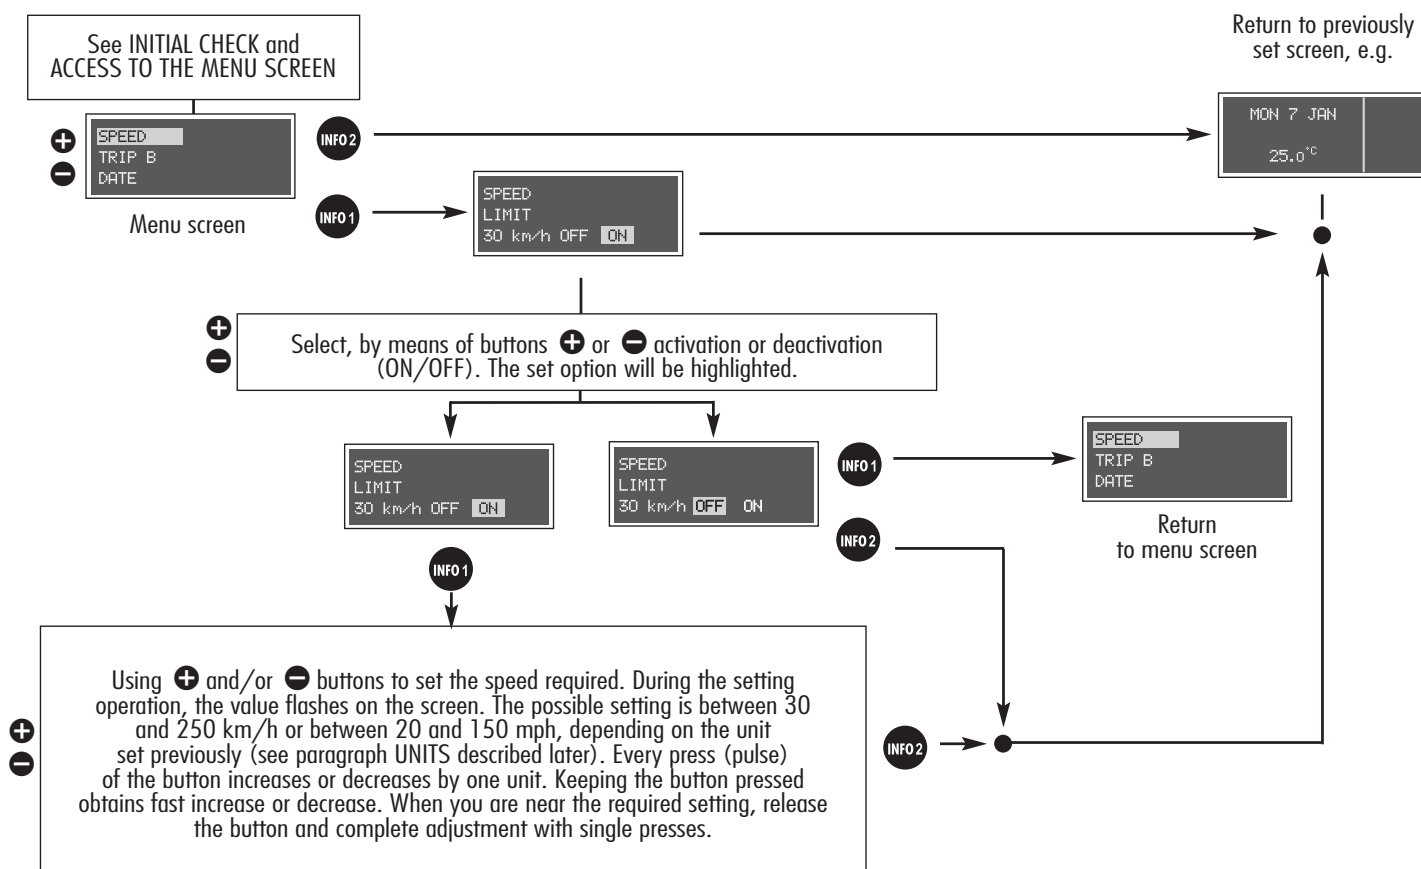 See INITIAL CHECK and
ACCESS TO THE MENU SCREEN
Return to previously
set screen, e.g.
MON 7 JAN
25.0°C
SPEED
TRIP B
DATE
Menu screen
INFO 2
INFO 1
SPEED
LIMIT
30 km/h OFF ON
Select, by means of buttons + or - activation or deactivation
(ON/OFF). The set option will be highlighted.
SPEED
LIMIT
30 km/h OFF ON
SPEED
LIMIT
30 km/h OFF ON
INFO 1
INFO 2
SPEED
TRIP B
DATE
Return
to menu screen
INFO 1
Using + and/or - buttons to set the speed required. During the setting
operation, the value flashes on the screen. The possible setting is between 30
and 250 km/h or between 20 and 150 mph, depending on the unit
set previously (see paragraph UNITS described later). Every press (pulse)
of the button increases or decreases by one unit. Keeping the button pressed
obtains fast increase or decrease. When you are near the required setting, release
the button and complete adjustment with single presses.
INFO 2